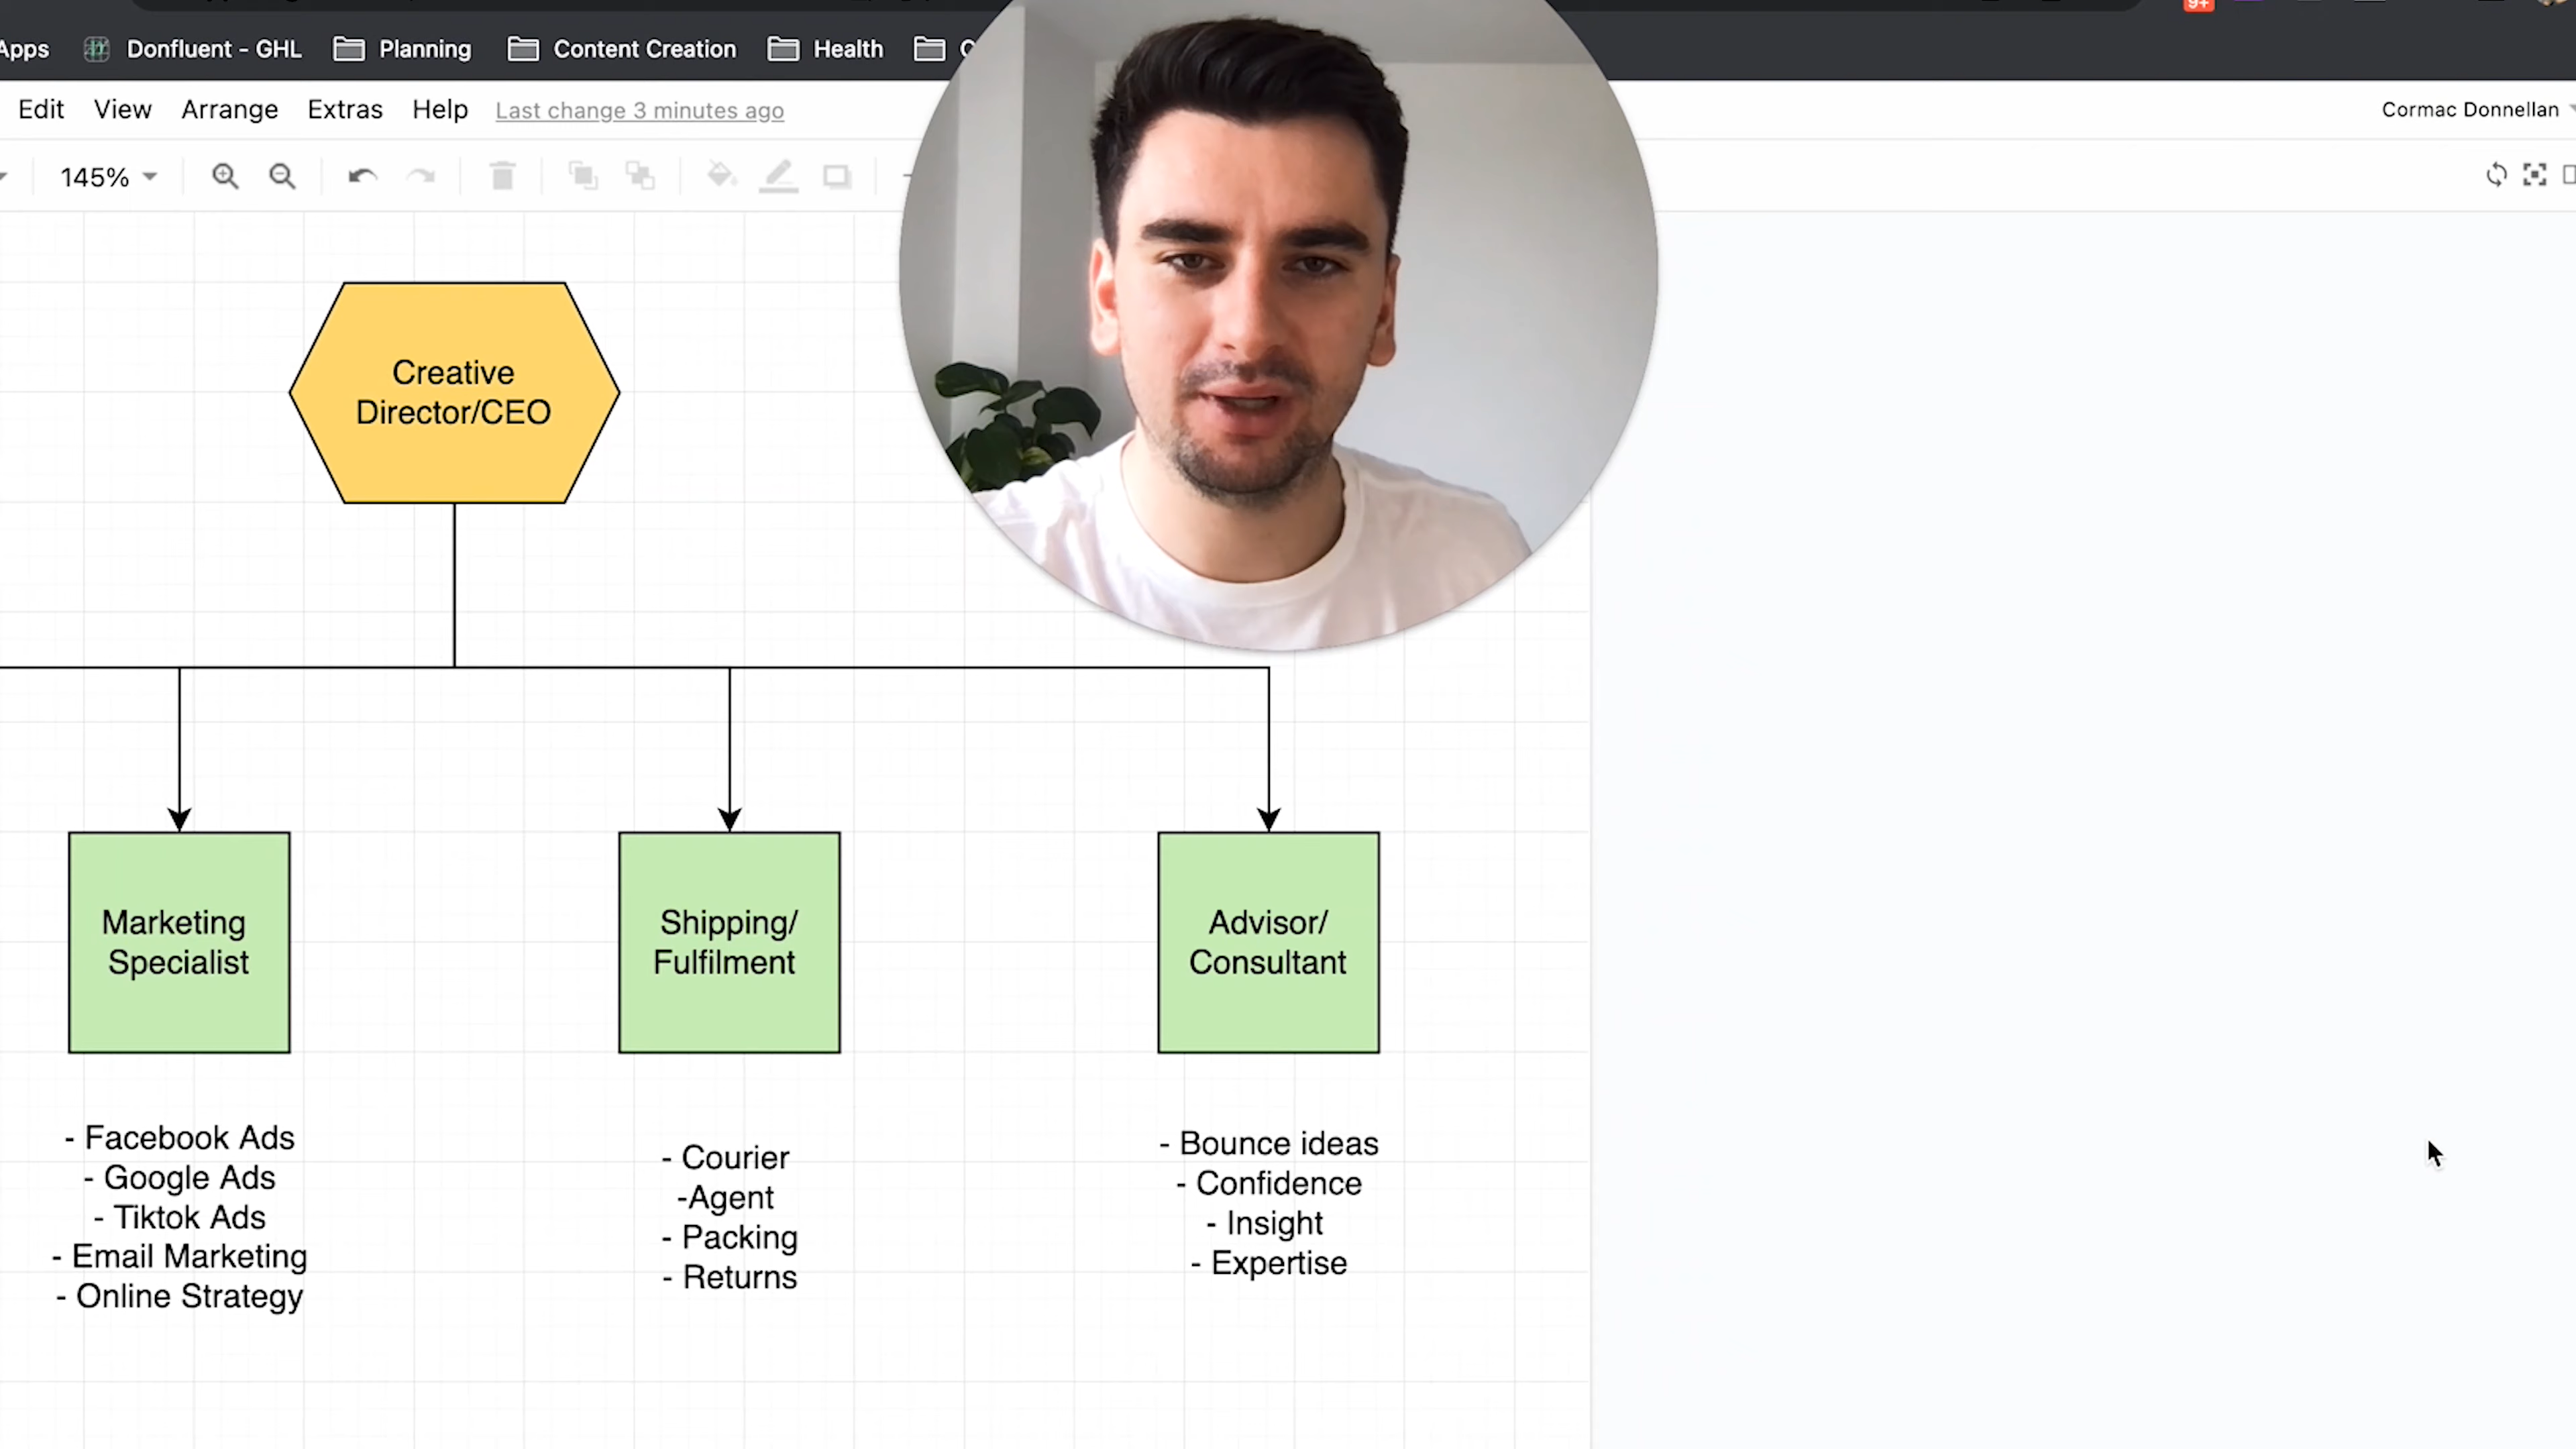 Apps Donfluent - GHL Planning Content Creation Health
Edit View Arrange Extras Help Last change 3 minutes ago Cormac Donnellan
145%
9+
Creative
Director/CEO
Marketing
Specialist
Shipping/
Fulfilment
Advisor/
Consultant
- Facebook Ads
- Google Ads
- Tiktok Ads
- Email Marketing
- Online Strategy
- Courier
-Agent
- Packing
- Returns
- Bounce ideas
- Confidence
- Insight
- Expertise